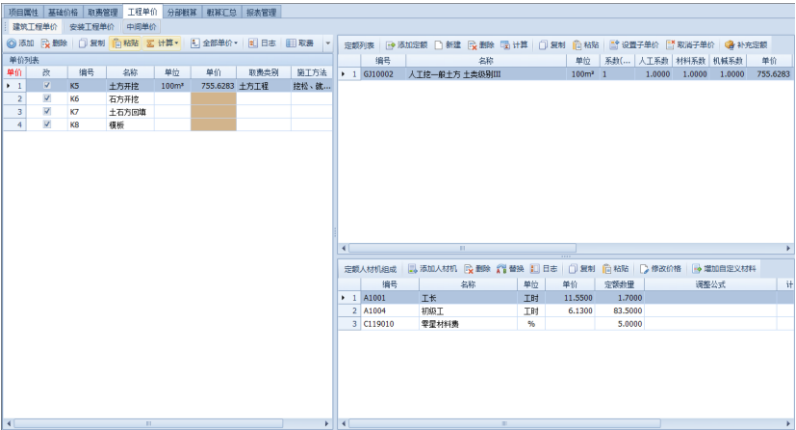 项目属性 基础价格 取费管理 工程单价 分部概算 概算汇总 报表管理
建筑工程单价 安装工程单价 中间单价
添加 删除 复制 粘贴 计算 全部单价 日志 取费
单价列表
单价 改 编号 名称 单位 单价 取费类别 施工方法
1 K5 土方开挖 100m³ 755.6283 土方工程 挖松、就...
2 K6 石方开挖
3 K7 土石方回填
4 K8 模板
定额列表 添加定额 新建 删除 计算 复制 粘贴 设置子单价 取消子单价 补充定额
编号 名称 单位 系数(... 人工系数 材料系数 机械系数 单价
1 GJ10002 人工挖一般土方 土类级别III 100m³ 1 1.0000 1.0000 1.0000 755.6283
定额人材机组成 添加人材机 删除 替换 日志 复制 粘贴 修改价格 增加自定义材料
编号 名称 单位 单价 定额数量 调整公式 计
1 A1001 工长 工时 11.5500 1.7000
2 A1004 初级工 工时 6.1300 83.5000
3 C119010 零星材料费 % 5.0000